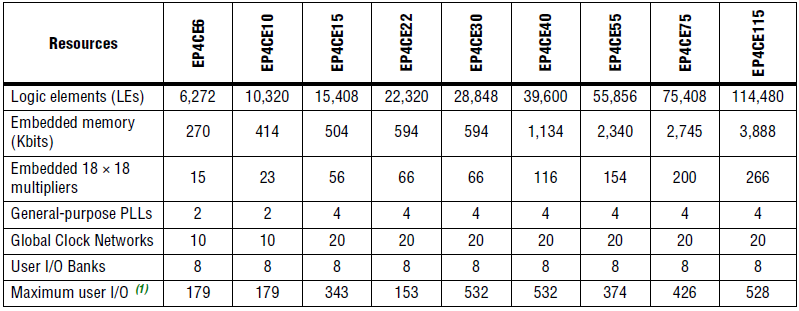 Resources EP4CE6 EP4CE10 EP4CE15 EP4CE22 EP4CE30 EP4CE40 EP4CE55 EP4CE75 EP4CE115
Logic elements (LEs) 6,272 10,320 15,408 22,320 28,848 39,600 55,856 75,408 114,480
Embedded memory
(Kbits) 270 414 504 594 594 1,134 2,340 2,745 3,888
Embedded 18 × 18
multipliers 15 23 56 66 66 116 154 200 266
General-purpose PLLs 2 2 4 4 4 4 4 4 4
Global Clock Networks 10 10 20 20 20 20 20 20 20
User I/O Banks 8 8 8 8 8 8 8 8 8
Maximum user I/O (1) 179 179 343 153 532 532 374 426 528